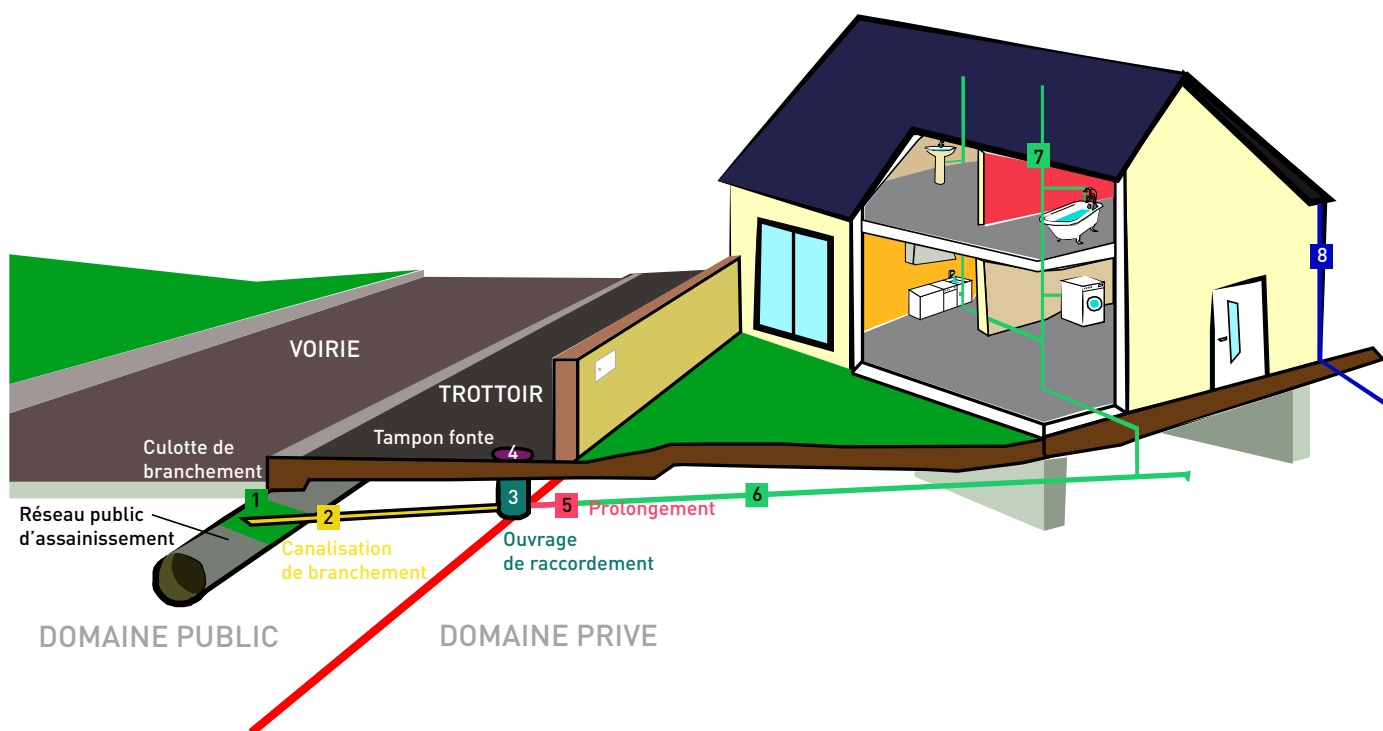 7
8
VOIRIE
TROTTOIR
Tampon fonte
4
Culotte de
branchement
1
2
3
5
Prolongement
6
Réseau public
d'assainissement
Canalisation
de branchement
Ouvrage
de raccordement
DOMAINE PUBLIC
DOMAINE PRIVE